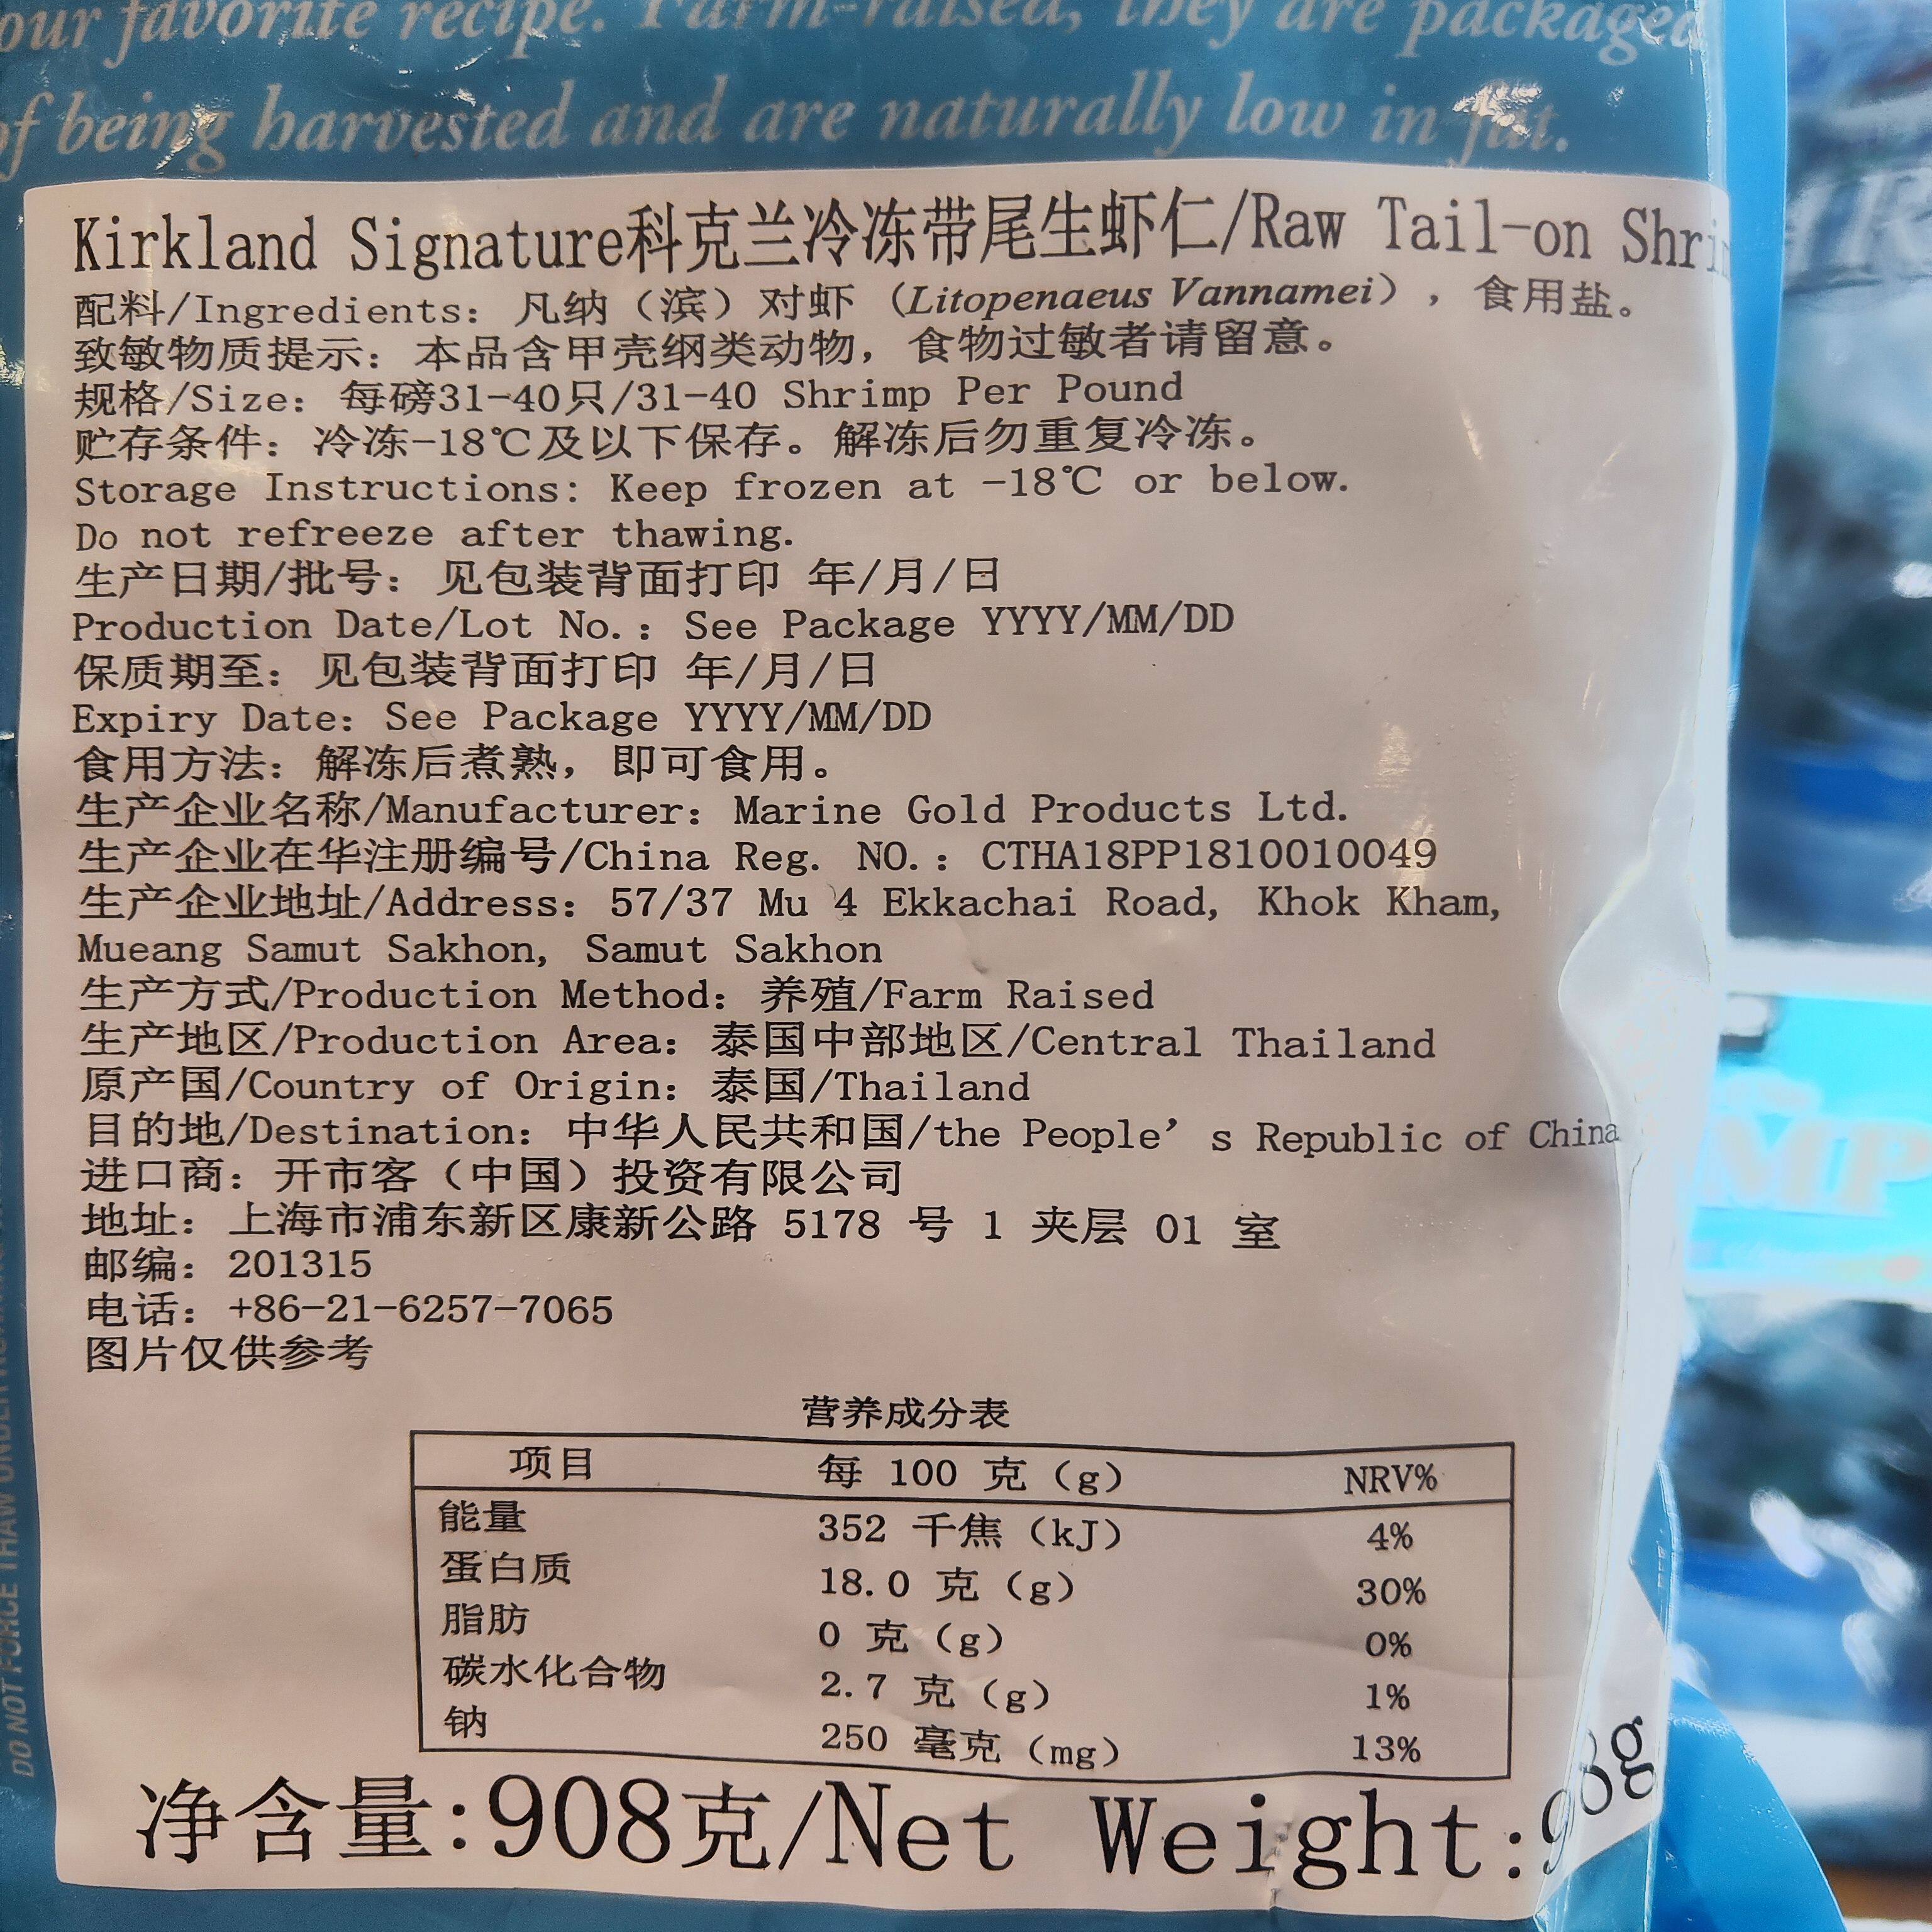 our favorite recipe. Farm-raised, they are packaged
of being harvested and are naturally low in fat.
Kirkland Signature科克兰冷冻带尾生虾仁/Raw Tail-on
配料/Ingredients: 凡纳（滨）对虾（Litopenaeus Vannamei），食用盐。
致敏物质提示：本品含甲壳纲类动物，食物过敏者请留意。
规格/Size: 每磅31-40只/31-40 Shrimp Per Pound
贮存条件：冷冻-18℃及以下保存。解冻后勿重复冷冻。
Storage Instructions: Keep frozen at -18℃ or below.
Do not refreeze after thawing.
生产日期/批号：见包装背面打印 年/月/日
Production Date/Lot No.: See Package YYYY/MM/DD
保质期至：见包装背面打印 年/月/日
Expiry Date: See Package YYYY/MM/DD
食用方法：解冻后煮熟，即可食用。
生产企业名称/Manufacturer: Marine Gold Products Ltd.
生产企业在华注册编号/China Reg. NO.: CTHA18PP1810010049
生产企业地址/Address: 57/37 Mu 4 Ekkachai Road, Khok Kham,
Mueang Samut Sakhon, Samut Sakhon
生产方式/Production Method: 养殖/Farm Raised
生产地区/Production Area: 泰国中部地区/Central Thailand
原产国/Country of Origin: 泰国/Thailand
目的地/Destination: 中华人民共和国/the People’s Republic of China
进口商：开市客（中国）投资有限公司
地址：上海市浦东新区康新公路 5178 号 1 夹层 01 室
邮编：201315
电话：+86-21-6257-7065
图片仅供参考
营养成分表
项目 每 100 克（g） NRV%
能量 352 千焦（kJ） 4%
蛋白质 18.0 克（g） 30%
脂肪 0 克（g） 0%
碳水化合物 2.7 克（g） 1%
钠 250 毫克（mg） 13%
净含量:908克/Net Weight:908g
DO NOT FORCE THAW UNDER